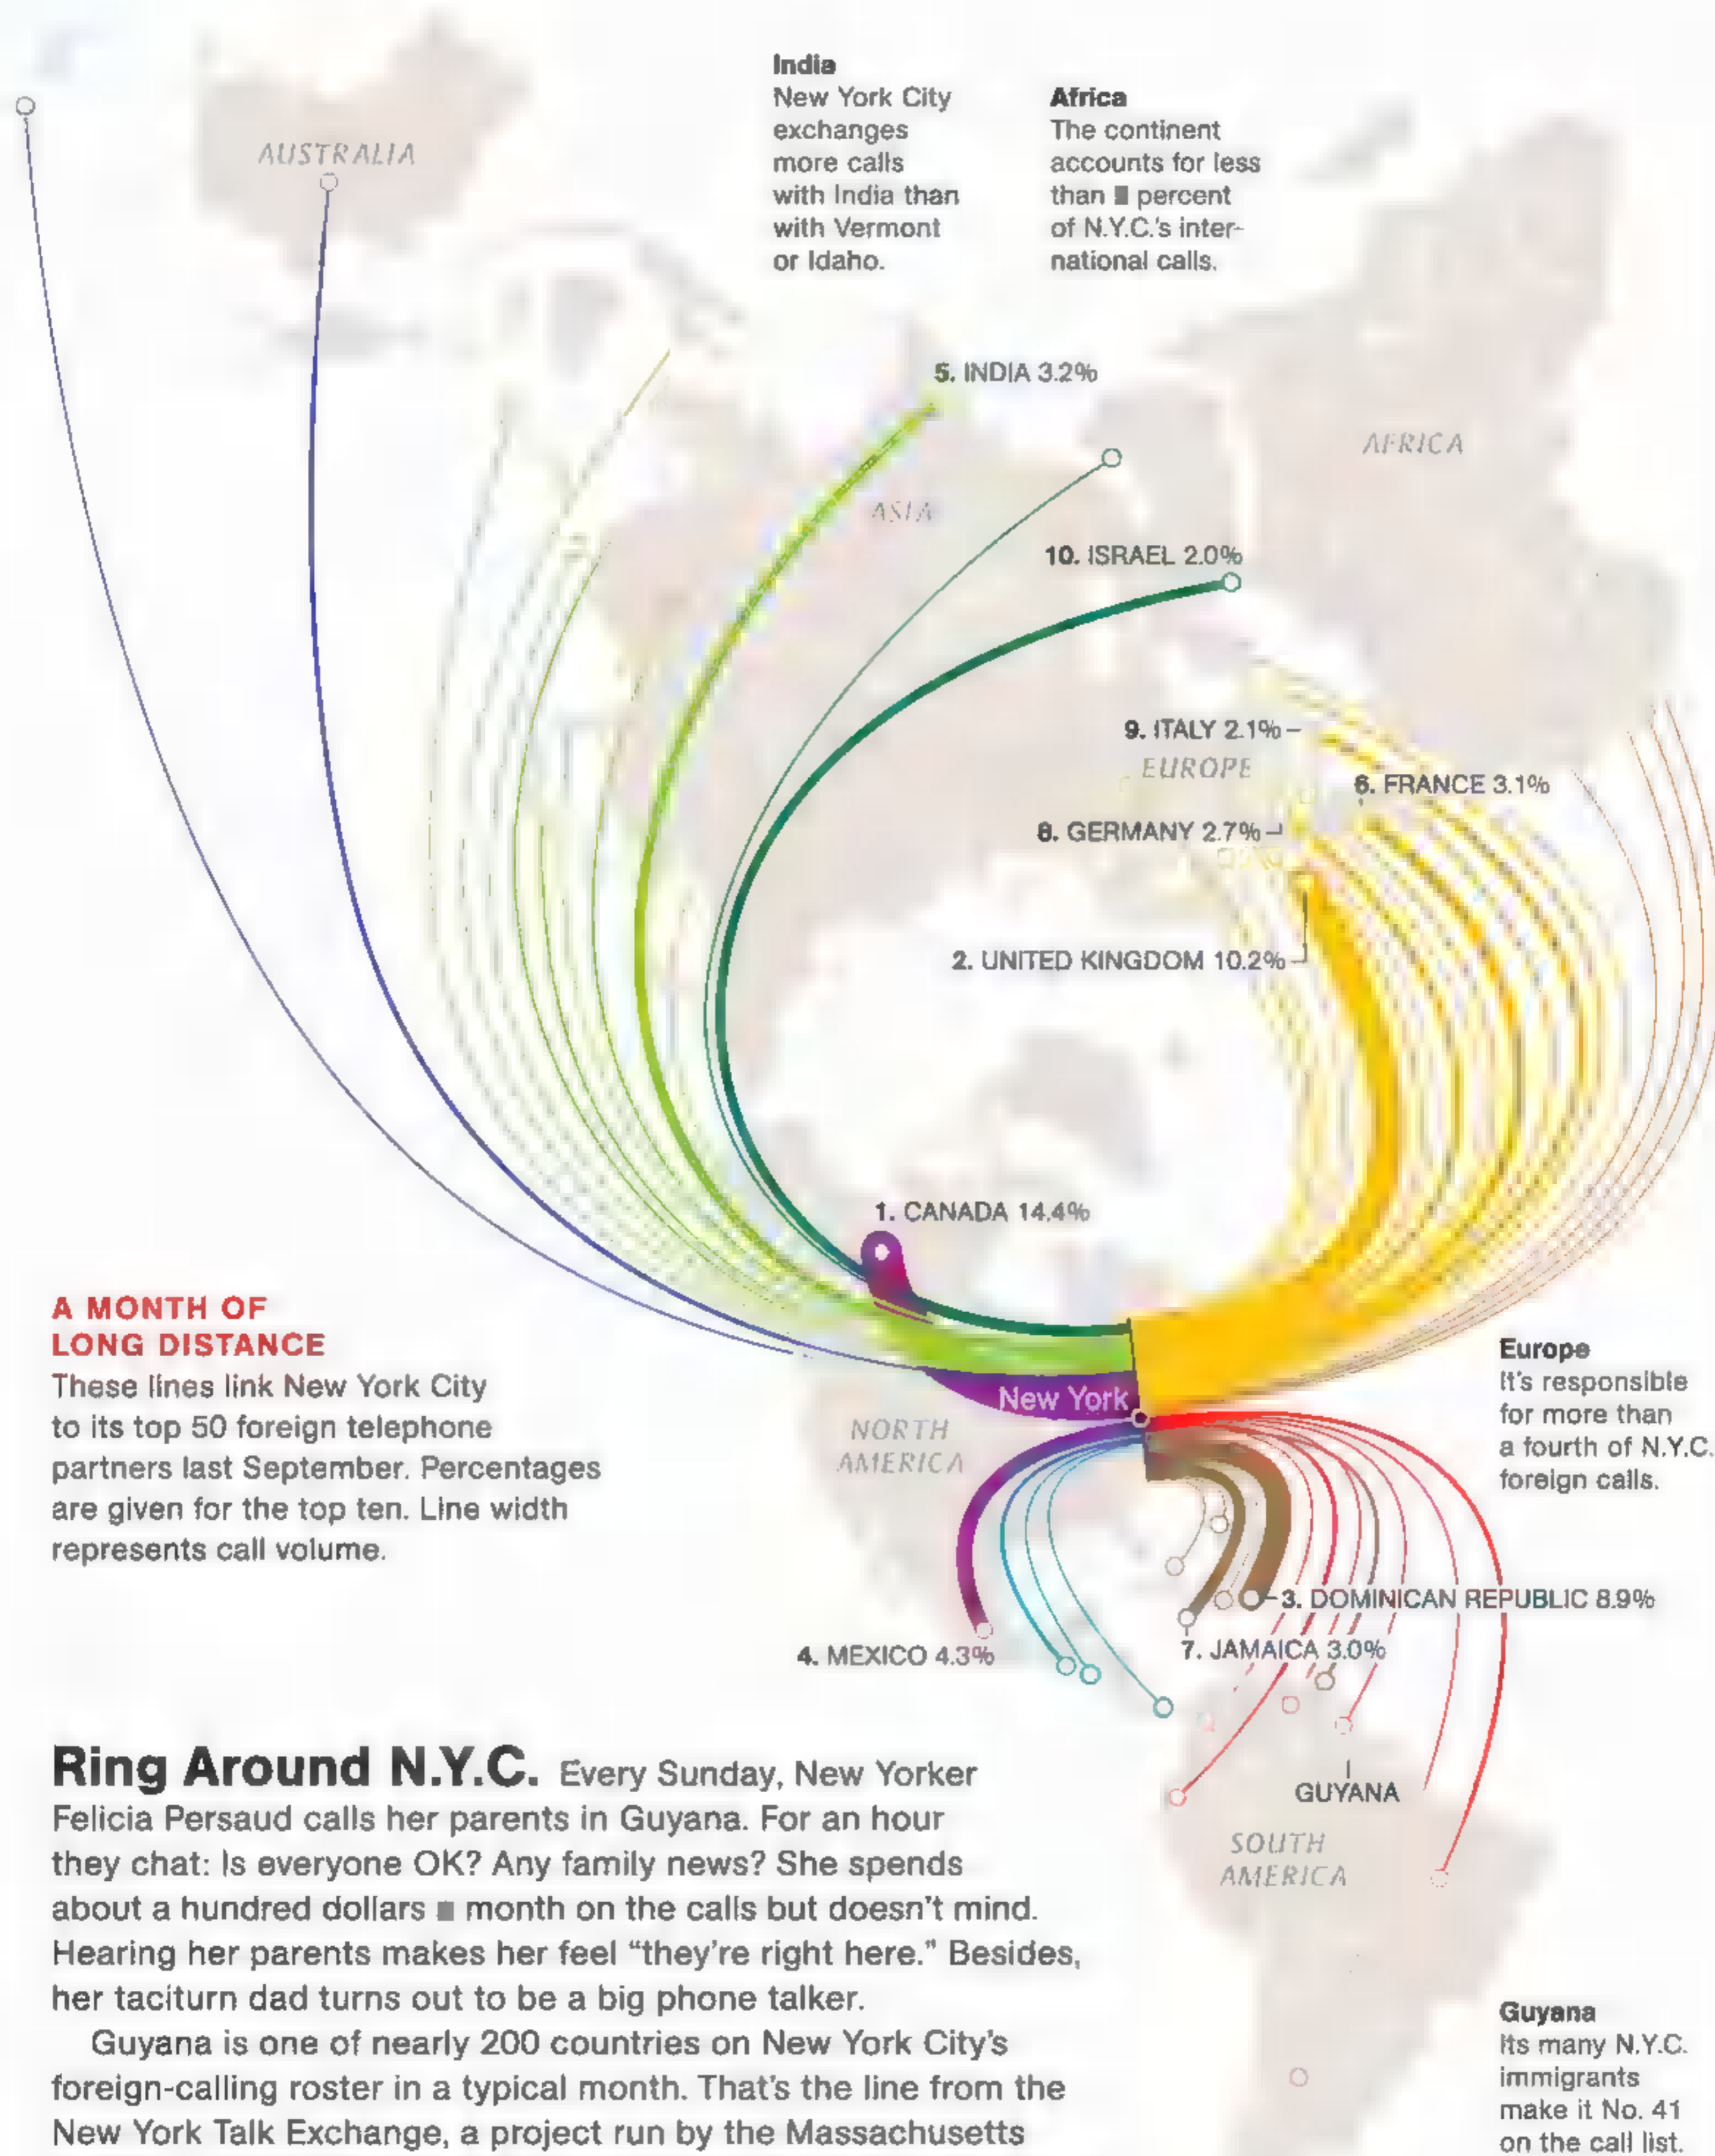 India
New York City
exchanges
more calls
with India than
with Vermont
or Idaho.
Africa
The continent
accounts for less
than percent
of N.Y.C.'s inter-
national calls.
AUSTRALIA
5. INDIA 3.2%
AFRICA
ASIA
10. ISRAEL 2.0%
9. ITALY 2.1%
EUROPE
6. FRANCE 3.1%
8. GERMANY 2.7%
2. UNITED KINGDOM 10.2%
1. CANADA 14.4%
A MONTH OF
LONG DISTANCE
These lines link New York City
to its top 50 foreign telephone
partners last September. Percentages
are given for the top ten. Line width
represents call volume.
Europe
It's responsible
for more than
a fourth of N.Y.C.
foreign calls.
New York
NORTH
AMERICA
3. DOMINICAN REPUBLIC 8.9%
4. MEXICO 4.3%
7. JAMAICA 3.0%
GUYANA
SOUTH
AMERICA
Ring Around N.Y.C. Every Sunday, New Yorker
Felicia Persaud calls her parents in Guyana. For an hour
they chat: Is everyone OK? Any family news? She spends
about a hundred dollars month on the calls but doesn't mind.
Hearing her parents makes her feel “they're right here.” Besides,
her taciturn dad turns out to be a big phone talker.
Guyana is one of nearly 200 countries on New York City's
foreign-calling roster in a typical month. That's the line from the
New York Talk Exchange, a project run by the Massachusetts
Guyana
Its many N.Y.C.
immigrants
make it No. 41
on the call list.